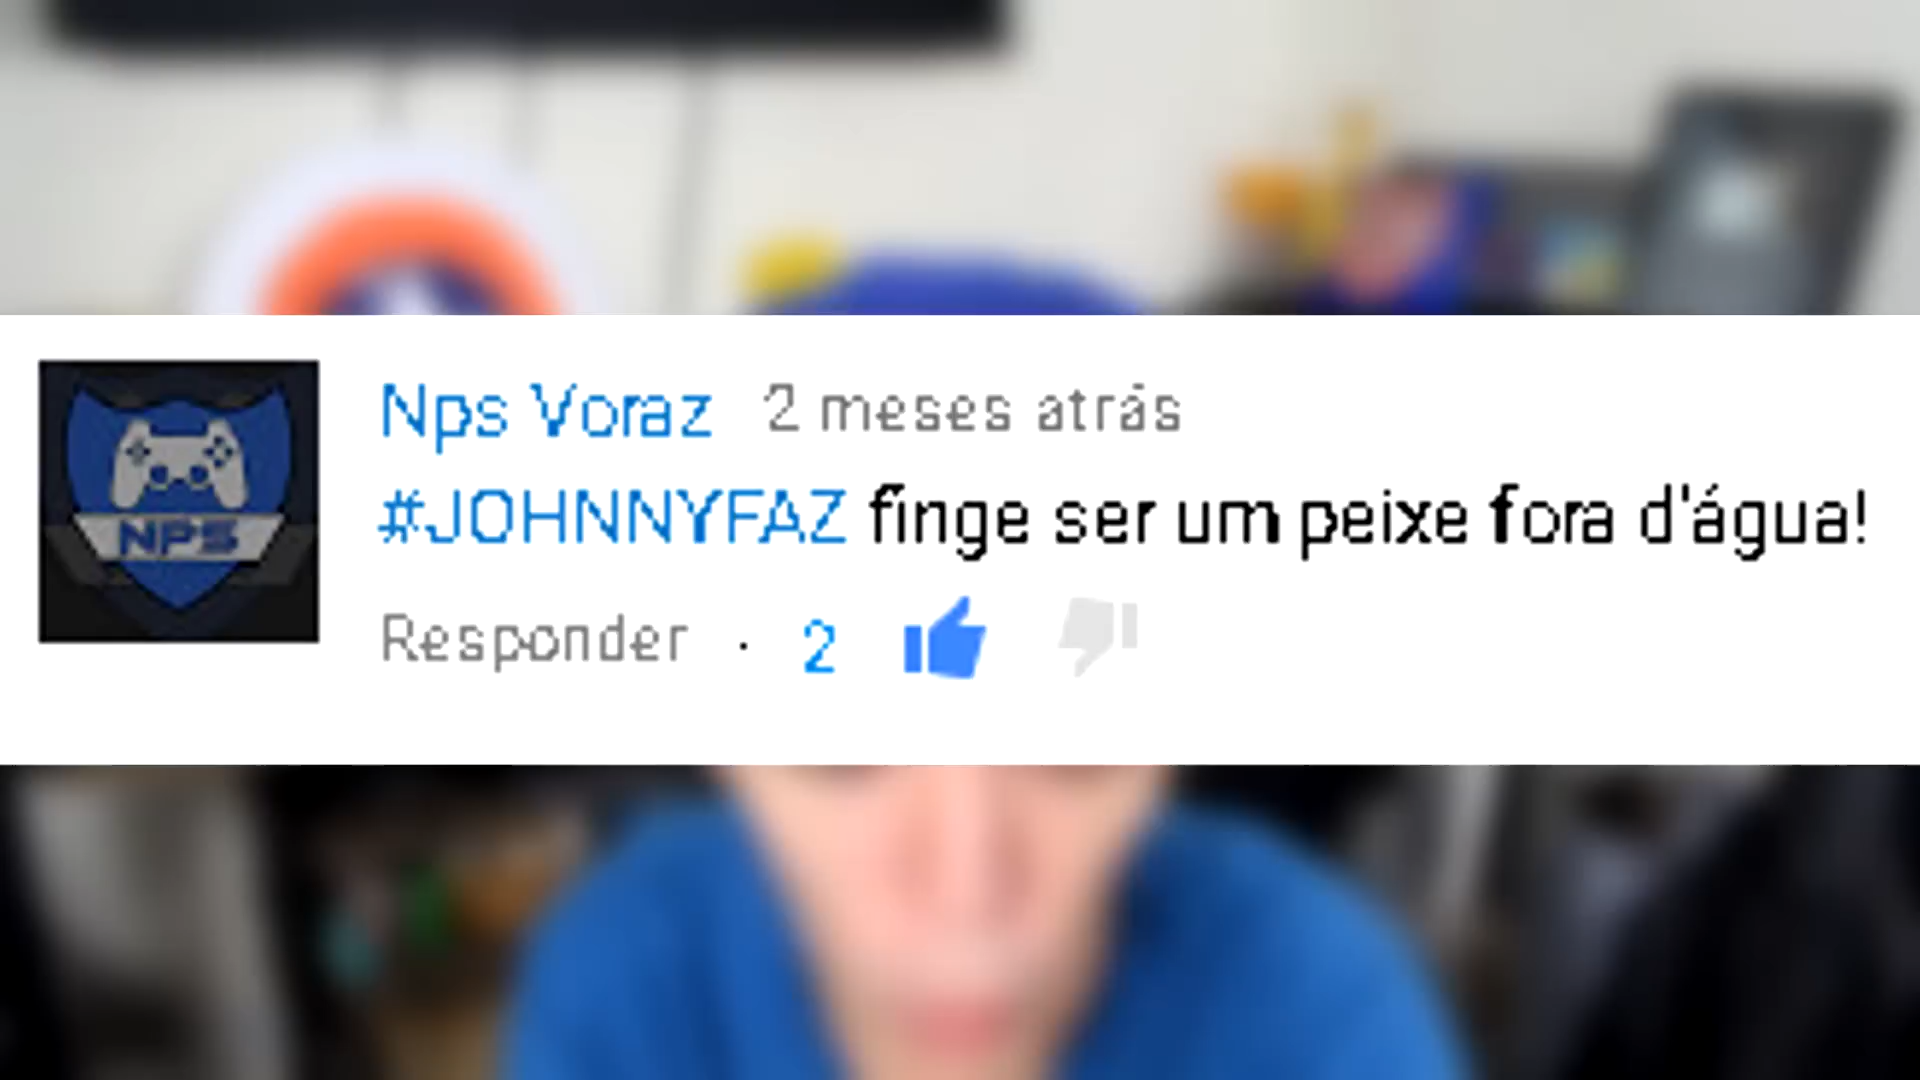 NPS
Nps Voraz 2 meses atrás
#JOHNNYFAZ finge ser um peixe fora d'água!
Responder · 2